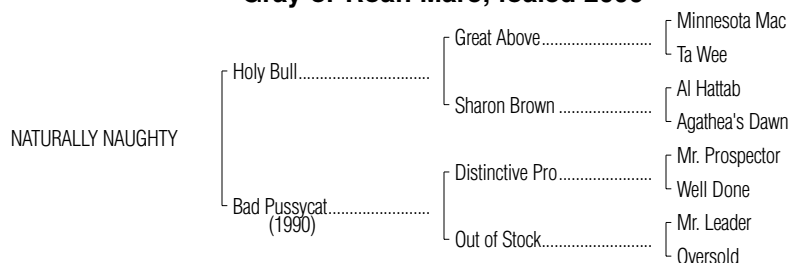 Minnesota Mac
Great Above..........................
Ta Wee
Holy Bull...............................
Al Hattab
Sharon Brown ......................
Agathea's Dawn
NATURALLY NAUGHTY
Mr. Prospector
Distinctive Pro......................
Well Done
Bad Pussycat........................
(1990)
Mr. Leader
Out of Stock..........................
Oversold